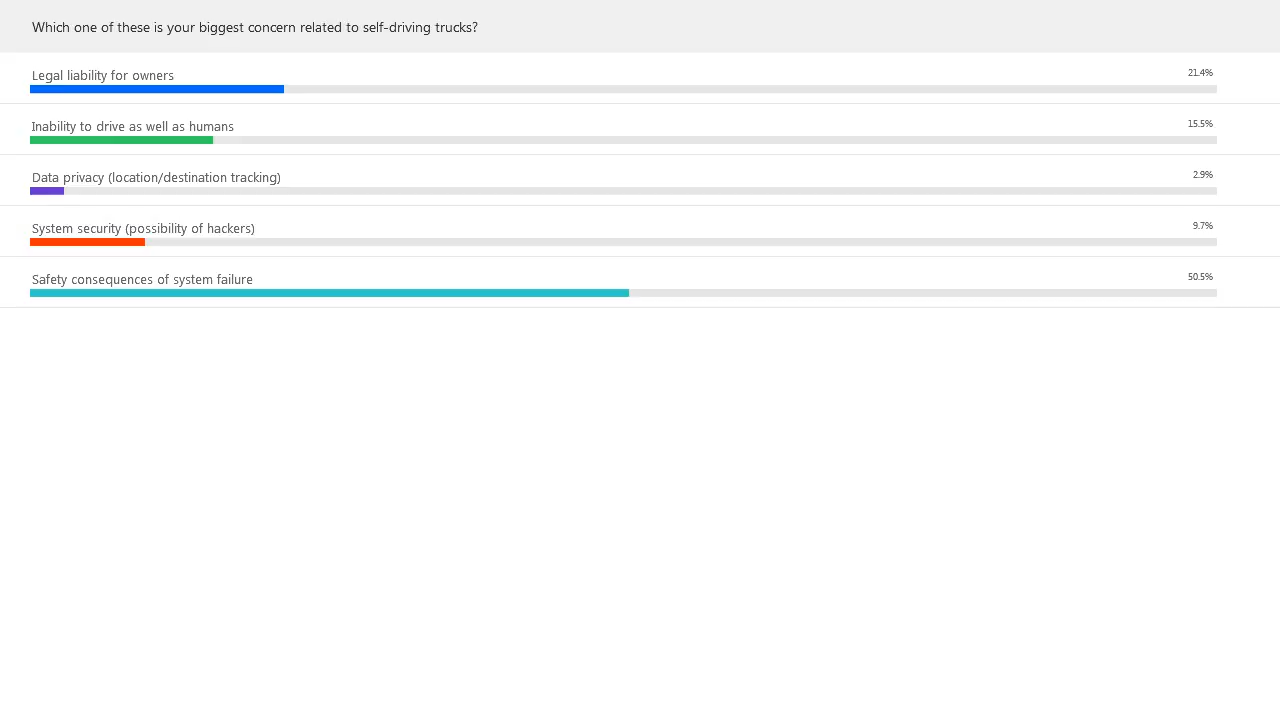 Which one of these is your biggest concern related to self-driving trucks?
Legal liability for owners 21.4%
Inability to drive as well as humans 15.5%
Data privacy (location/destination tracking) 2.9%
System security (possibility of hackers) 9.7%
Safety consequences of system failure 50.5%